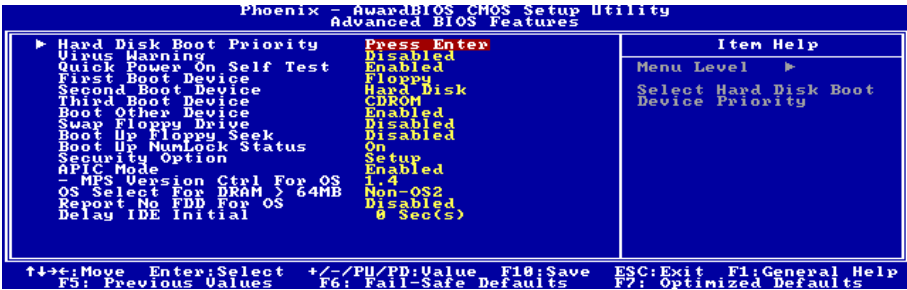 Phoenix - AwardBIOS CMOS Setup Utility
Advanced BIOS Features
► Hard Disk Boot Priority Press Enter
Virus Warning Disabled
Quick Power On Self Test Enabled
First Boot Device Floppy
Second Boot Device Hard Disk
Third Boot Device CDROM
Boot Other Device Enabled
Swap Floppy Drive Disabled
Boot Up Floppy Seek Disabled
Boot Up NumLock Status On
Security Option Setup
APIC Mode Enabled
- MPS Version Ctrl For OS 1.4
OS Select For DRAM > 64MB Non-OS2
Report No FDD For OS Disabled
Delay IDE Initial 0 Sec(s)
Item Help
Menu Level ►
Select Hard Disk Boot
Device Priority
↑↓→←:Move Enter:Select +/-/PU/PD:Value F10:Save ESC:Exit F1:General Help
F5: Previous Values F6: Fail-Safe Defaults F7: Optimized Defaults